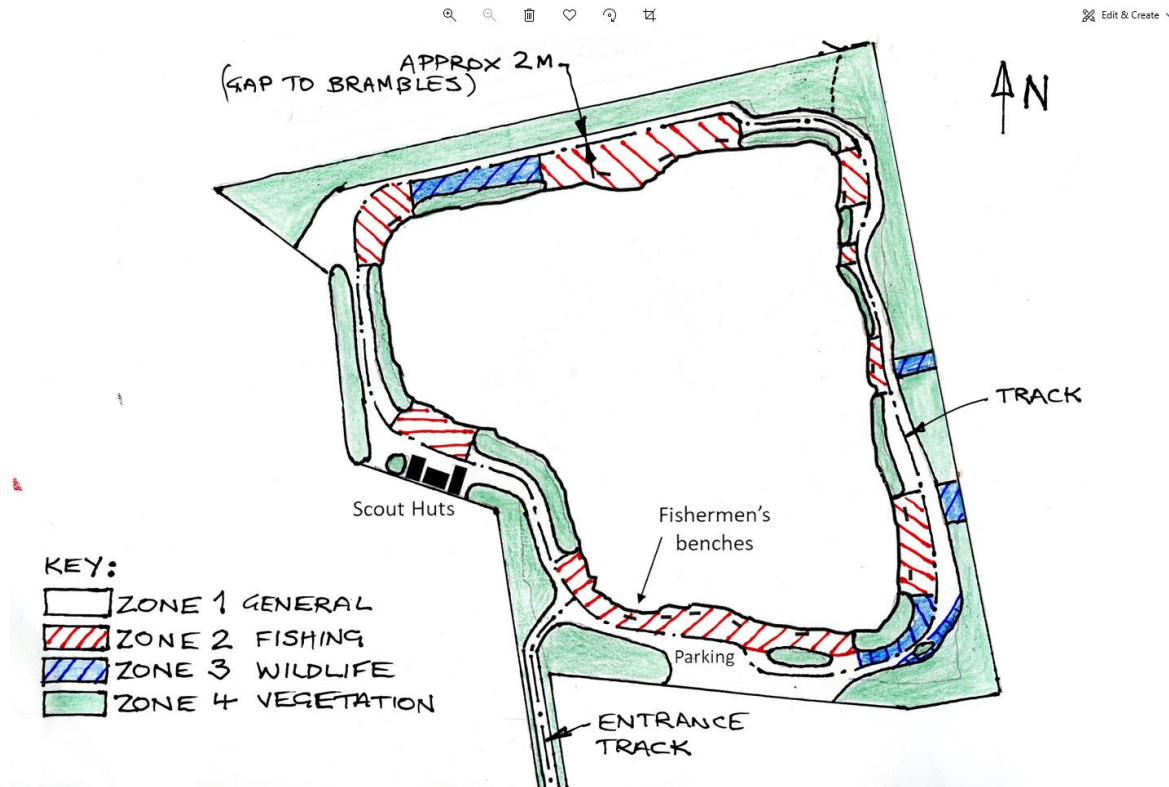 Edit & Create
APPROX 2M
(GAP TO BRAMBLES)
N
TRACK
Scout Huts
Fishermen's
benches
KEY:
ZONE 1 GENERAL
ZONE 2 FISHING
ZONE 3 WILDLIFE
ZONE 4 VEGETATION
Parking
ENTRANCE
TRACK